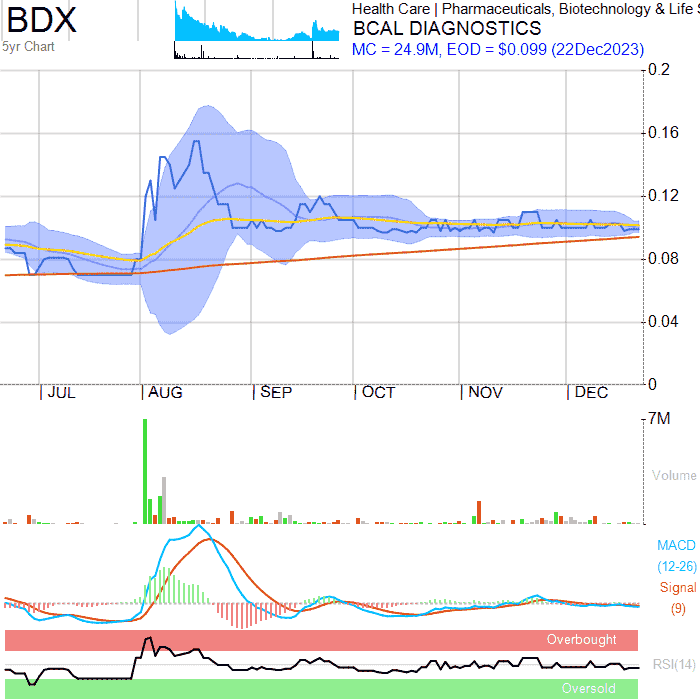 BDX
5yr Chart
Health Care | Pharmaceuticals, Biotechnology & Life
BCAL DIAGNOSTICS
MC = 24.9M, EOD = $0.099 (22Dec2023)
0.2
0.16
0.12
0.08
0.04
0
JUL
AUG
SEP
OCT
NOV
DEC
7M
Volume
MACD
(12-26)
Signal
(9)
Overbought
RSI(14)
Oversold